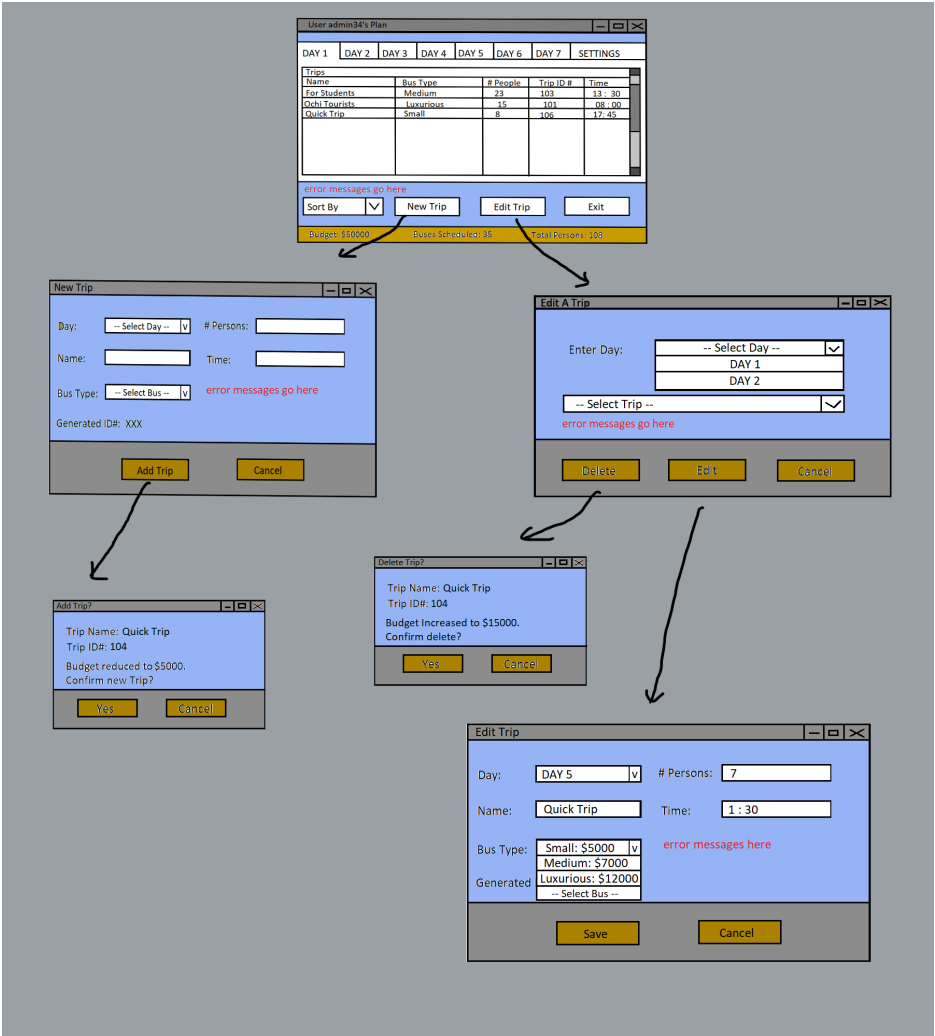 User admin34's Plan
DAY 1 DAY 2 DAY 3 DAY 4 DAY 5 DAY 6 DAY 7 SETTINGS
Trips
Name Bus Type # People Trip ID # Time
For Students Medium 23 103 13 : 30
Ochi Tourists Luxurious 15 101 08 : 00
Quick Trip Small 8 106 17: 45
error messages go here
Sort By New Trip Edit Trip Exit
Budget: $50000 Buses Scheduled: 35 Total Persons: 108
New Trip
Day: -- Select Day -- v # Persons:
Name: Time:
Bus Type: -- Select Bus -- v error messages go here
Generated ID#: XXX
Add Trip Cancel
Edit A Trip
Enter Day: -- Select Day --
DAY 1
DAY 2
-- Select Trip --
error messages go here
Delete Edit Cancel
Add Trip?
Trip Name: Quick Trip
Trip ID#: 104
Budget reduced to $5000.
Confirm new Trip?
Yes Cancel
Delete Trip?
Trip Name: Quick Trip
Trip ID#: 104
Budget Increased to $15000.
Confirm delete?
Yes Cancel
Edit Trip
Day: DAY 5 v # Persons: 7
Name: Quick Trip Time: 1 : 30
Bus Type: Small: $5000 v error messages here
Medium: $7000
Generated Luxurious: $12000
-- Select Bus --
Save Cancel